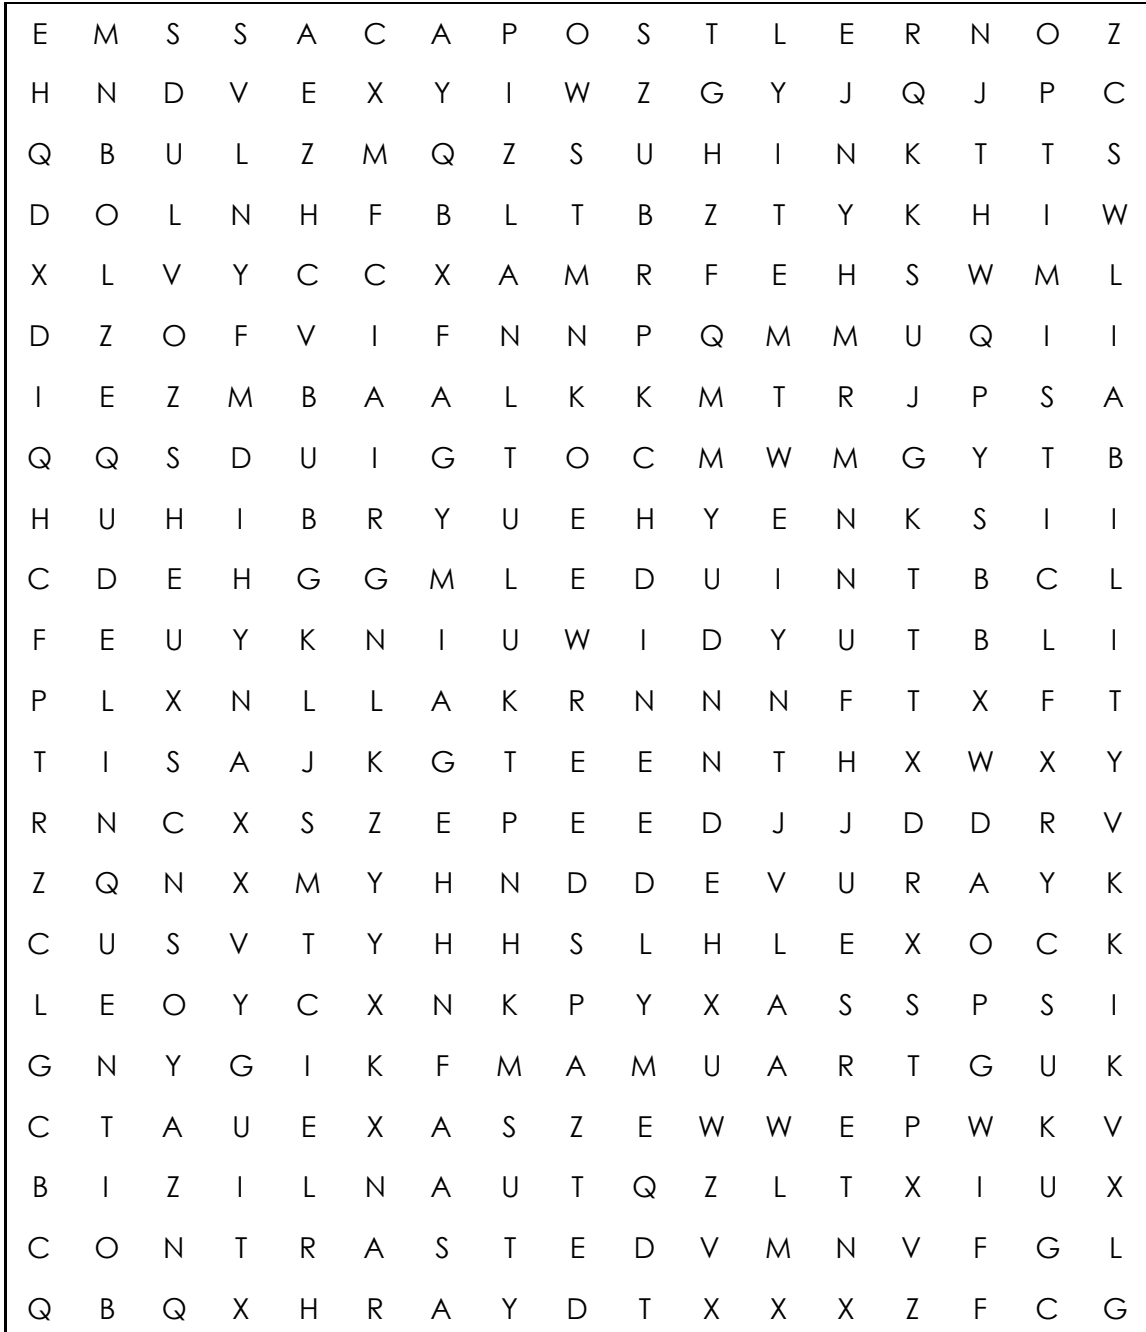 E M S S A C A P O S T L E R N O Z
H N D V E X Y I W Z G Y J Q J P C
Q B U L Z M Q Z S U H I N K T T S
D O L N H F B L T B Z T Y K H I W
X L V Y C C X A M R F E H S W M L
D Z O F V I F N N P Q M M U Q I I
I E Z M B A A L K K M T R J P S A
Q Q S D U I G T O C M W M G Y T B
H U H I B R Y U E H Y E N K S I I
C D E H G G M L E D U I N T B C L
F E U Y K N I U W I D Y U T B L I
P L X N L L A K R N N N F T X F T
T I S A J K G T E E N T H X W X Y
R N C X S Z E P E E D J J D D R V
Z Q N X M Y H N D D E V U R A Y K
C U S V T Y H H S L H L E X O C K
L E O Y C X N K P Y X A S S P S I
G N Y G I K F M A M U A R T G U K
C T A U E X A S Z E W W E P W K V
B I Z I L N A U T Q Z L T X I U X
C O N T R A S T E D V M N V F G L
Q B Q X H R A Y D T X X X Z F C G